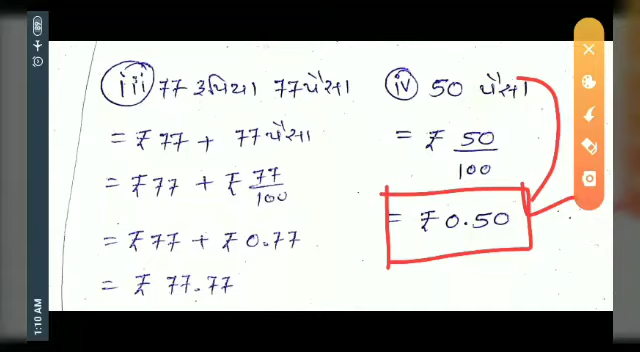 iii 77 રૂપિયા 77 પૈસા
= ₹ 77 + 77 પૈસા
= ₹ 77 + ₹ 77/100
= ₹ 77 + ₹ 0.77
= ₹ 77.77
iv 50 પૈસા
= ₹ 50/100
= ₹ 0.50
1:10 AM